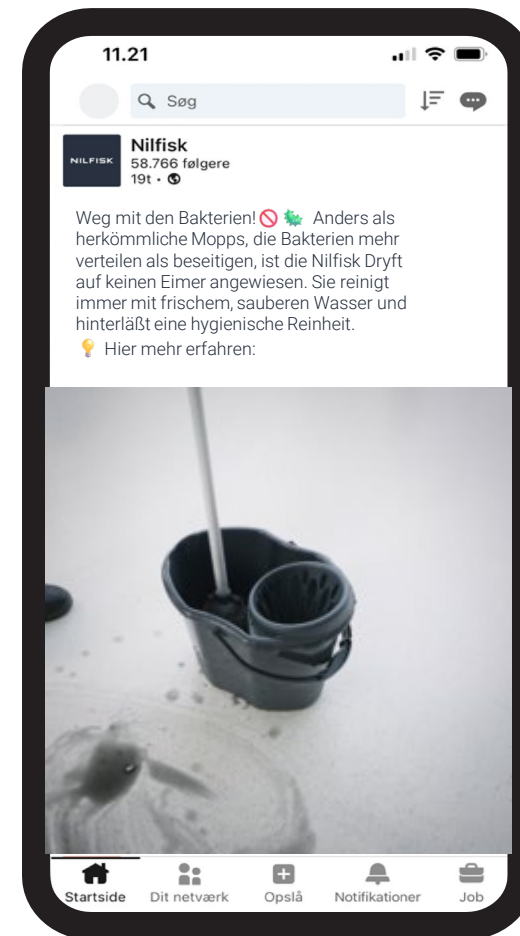 11.21
Søg
NILFISK
Nilfisk
58.766 følgere
19t •
Weg mit den Bakterien! 🚫 🦠 Anders als
herkömmliche Mopps, die Bakterien mehr
verteilen als beseitigen, ist die Nilfisk Dryft
auf keinen Eimer angewiesen. Sie reinigt
immer mit frischem, sauberen Wasser und
hinterläßt eine hygienische Reinheit.
💡 Hier mehr erfahren:
Startside Dit netværk Opslå Notifikationer Job